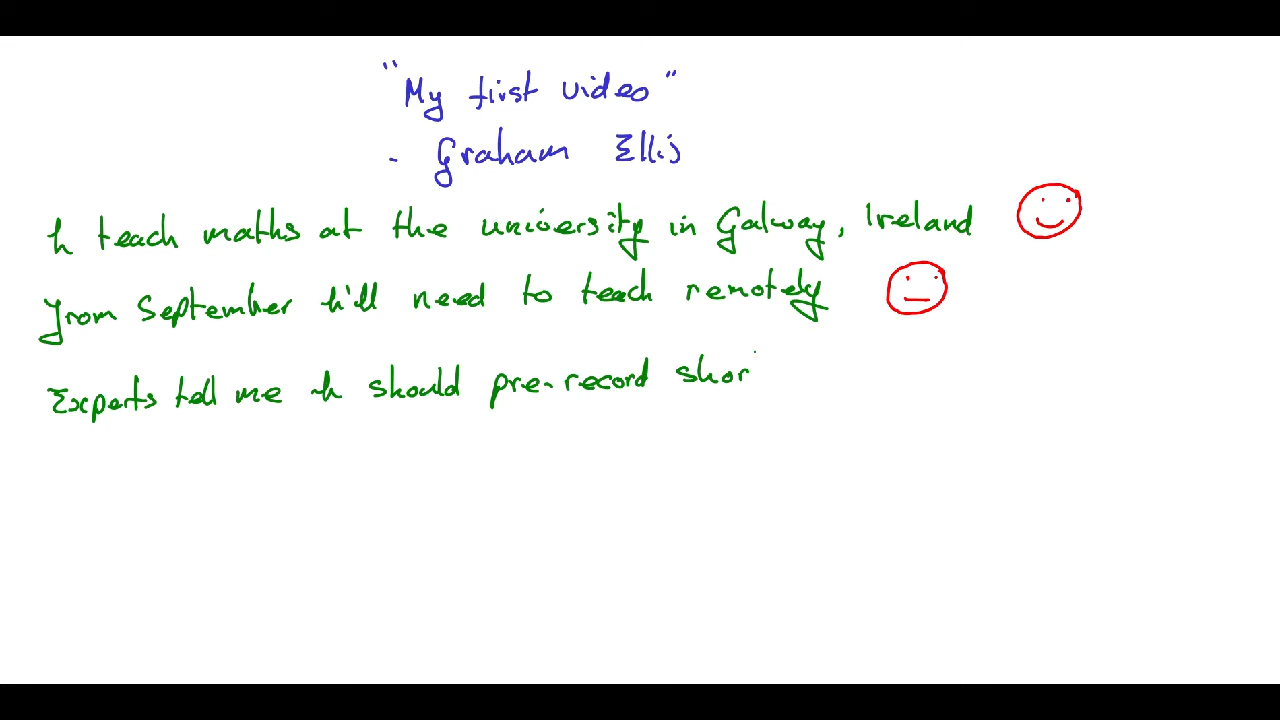 "My first video"
- Graham Ellis
I teach maths at the university in Galway, Ireland
From September I'll need to teach remotely
Experts tell me I should pre-record shor